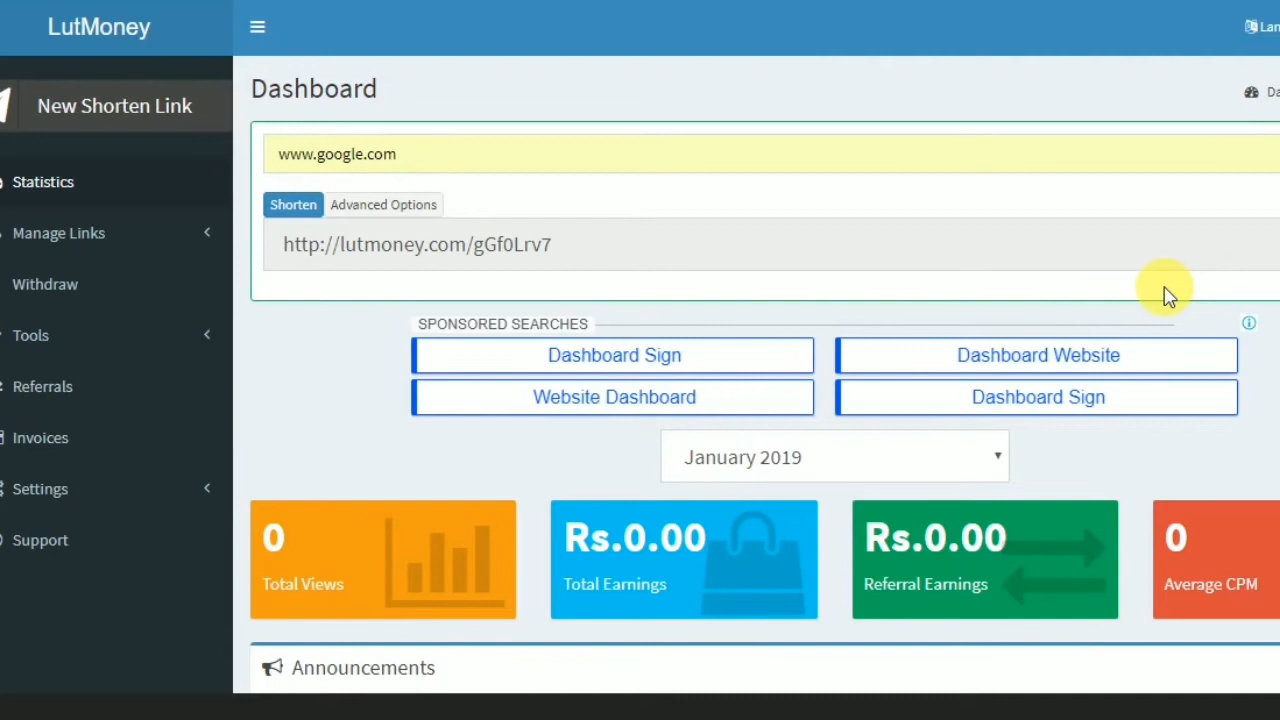 LutMoney
Lan
New Shorten Link
Dashboard
Da
www.google.com
Shorten Advanced Options
http://lutmoney.com/gGf0Lrv7
Statistics
Manage Links
Withdraw
Tools
Referrals
Invoices
Settings
Support
SPONSORED SEARCHES
Dashboard Sign Dashboard Website
Website Dashboard Dashboard Sign
January 2019
0 Rs.0.00 Rs.0.00 0
Total Views Total Earnings Referral Earnings Average CPM
Announcements